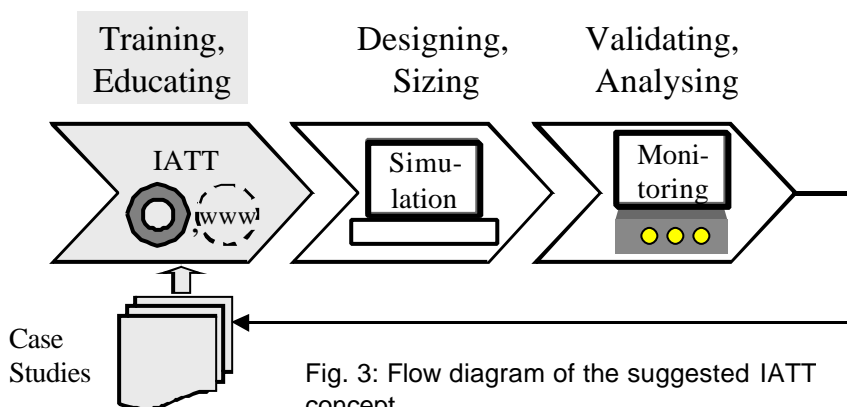 Training,
Educating
Designing,
Sizing
Validating,
Analysing
IATT
, www
Simu-
lation
Moni-
toring
Case
Studies
Fig. 3: Flow diagram of the suggested IATT
concept